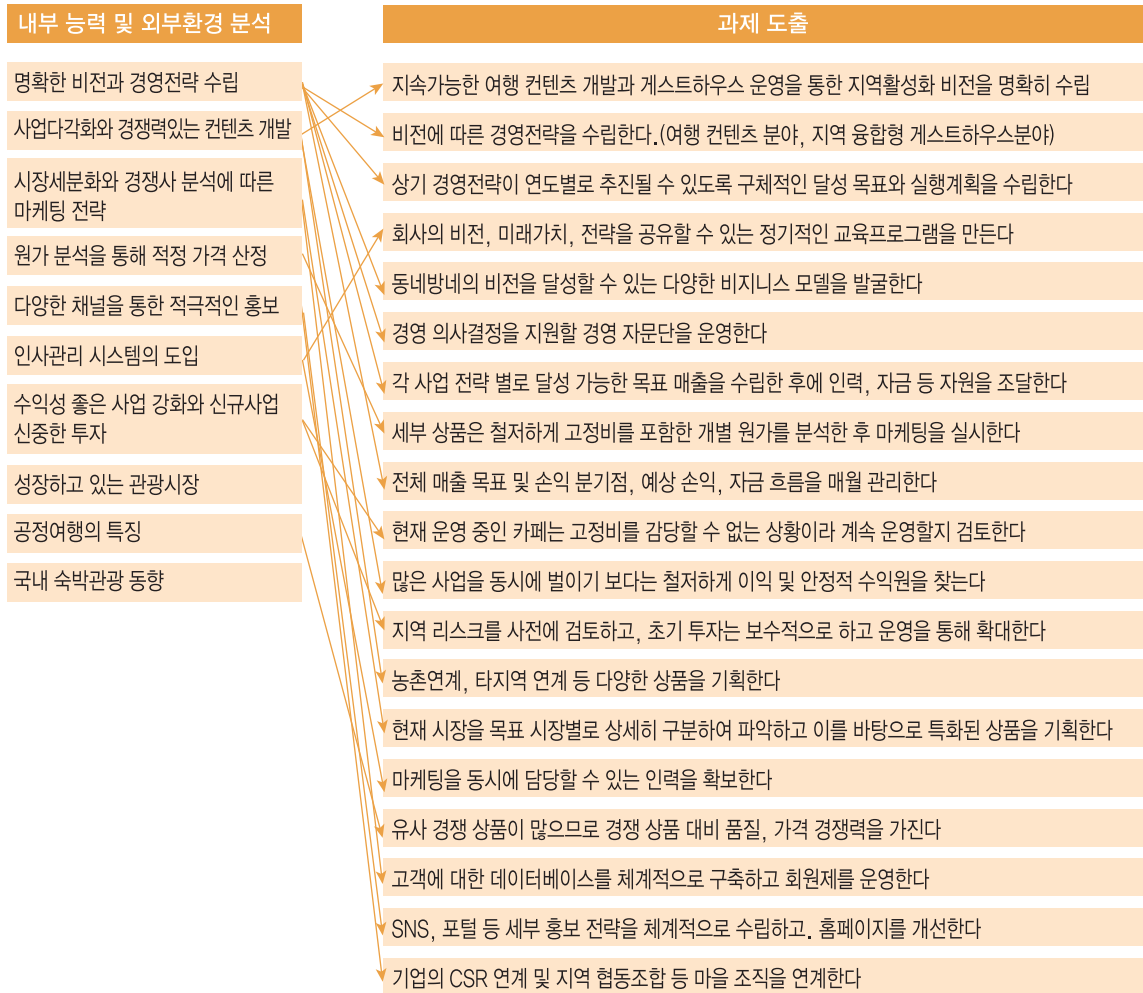 내부 능력 및 외부환경 분석
명확한 비전과 경영전략 수립
사업다각화와 경쟁력있는 컨텐츠 개발
시장세분화와 경쟁사 분석에 따른
마케팅 전략
원가 분석을 통해 적정 가격 산정
다양한 채널을 통한 적극적인 홍보
인사관리 시스템의 도입
수익성 좋은 사업 강화와 신규사업
신중한 투자
성장하고 있는 관광시장
공정여행의 특징
국내 숙박관광 동향
과제 도출
지속가능한 여행 컨텐츠 개발과 게스트하우스 운영을 통한 지역활성화 비전을 명확히 수립
비전에 따른 경영전략을 수립한다.(여행 컨텐츠 분야, 지역 융합형 게스트하우스분야)
상기 경영전략이 연도별로 추진될 수 있도록 구체적인 달성 목표와 실행계획을 수립한다
회사의 비전, 미래가치, 전략을 공유할 수 있는 정기적인 교육프로그램을 만든다
동네방네의 비전을 달성할 수 있는 다양한 비지니스 모델을 발굴한다
경영 의사결정을 지원할 경영 자문단을 운영한다
각 사업 전략 별로 달성 가능한 목표 매출을 수립한 후에 인력, 자금 등 자원을 조달한다
세부 상품은 철저하게 고정비를 포함한 개별 원가를 분석한 후 마케팅을 실시한다
전체 매출 목표 및 손익 분기점, 예상 손익, 자금 흐름을 매월 관리한다
현재 운영 중인 카페는 고정비를 감당할 수 없는 상황이라 계속 운영할지 검토한다
많은 사업을 동시에 벌이기 보다는 철저하게 이익 및 안정적 수익원을 찾는다
지역 리스크를 사전에 검토하고, 초기 투자는 보수적으로 하고 운영을 통해 확대한다
농촌연계, 타지역 연계 등 다양한 상품을 기획한다
현재 시장을 목표 시장별로 상세히 구분하여 파악하고 이를 바탕으로 특화된 상품을 기획한다
마케팅을 동시에 담당할 수 있는 인력을 확보한다
유사 경쟁 상품이 많으므로 경쟁 상품 대비 품질, 가격 경쟁력을 가진다
고객에 대한 데이터베이스를 체계적으로 구축하고 회원제를 운영한다
SNS, 포털 등 세부 홍보 전략을 체계적으로 수립하고. 홈페이지를 개선한다
기업의 CSR 연계 및 지역 협동조합 등 마을 조직을 연계한다